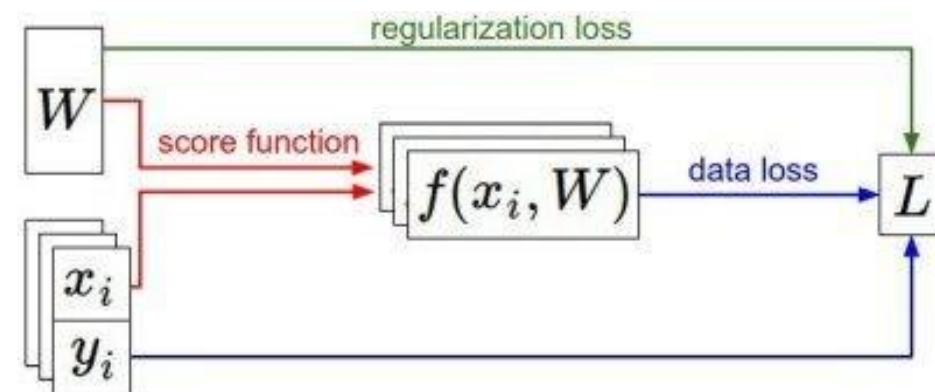 regularization loss
W
score function
f(x_i, W)
data loss
L
x_i
y_i